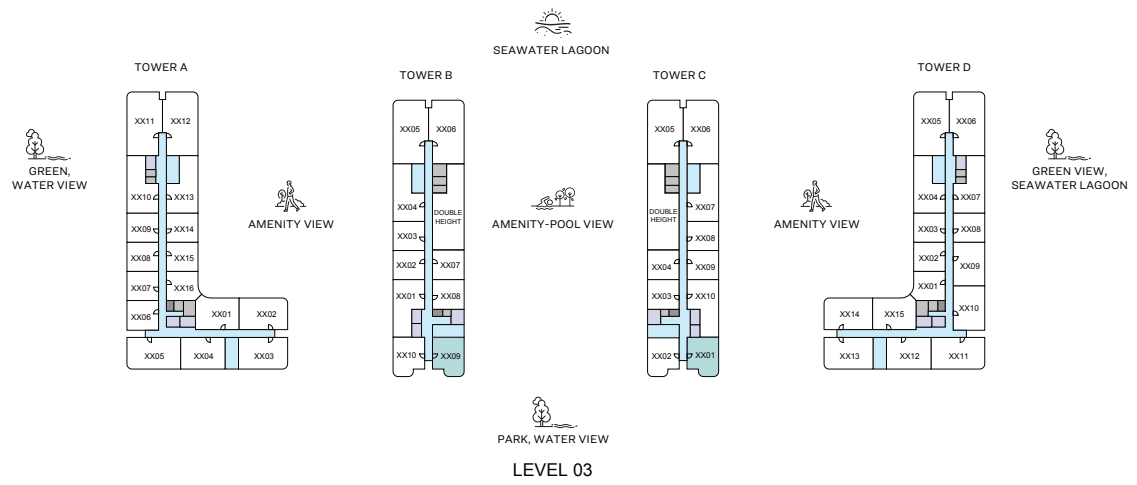 SEAWATER LAGOON
TOWER A
TOWER B
TOWER C
TOWER D
GREEN,
WATER VIEW
XX11
XX12
XX10
XX13
XX09
XX14
XX08
XX15
XX07
XX16
XX06
XX01
XX02
XX05
XX04
XX03
AMENITY VIEW
XX05
XX06
XX04
DOUBLE
HEIGHT
XX03
XX02
XX07
XX01
XX08
XX10
XX09
AMENITY-POOL VIEW
XX05
XX06
XX07
DOUBLE
HEIGHT
XX08
XX04
XX09
XX03
XX10
XX02
XX01
AMENITY VIEW
XX05
XX06
XX04
XX07
XX03
XX08
XX02
XX09
XX01
XX10
XX14
XX15
XX13
XX12
XX11
GREEN VIEW,
SEAWATER LAGOON
PARK, WATER VIEW
LEVEL 03